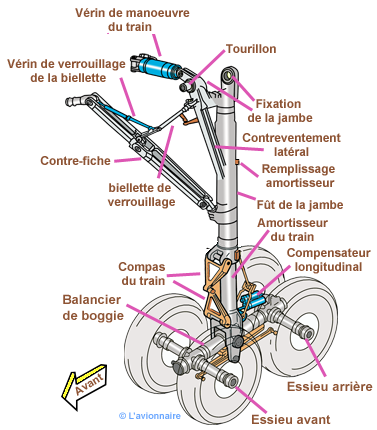 Vérin de manoeuvre
du train
Tourillon
Vérin de verrouillage
de la biellette
Fixation
de la jambe
Contreventement
latéral
Contre-fiche
Remplissage
amortisseur
biellette de
verrouillage
Fût de la jambe
Amortisseur
du train
Compensateur
longitudinal
Compas
du train
Balancier
de boggie
Avant
Essieu arrière
© L'avionnaire
Essieu avant